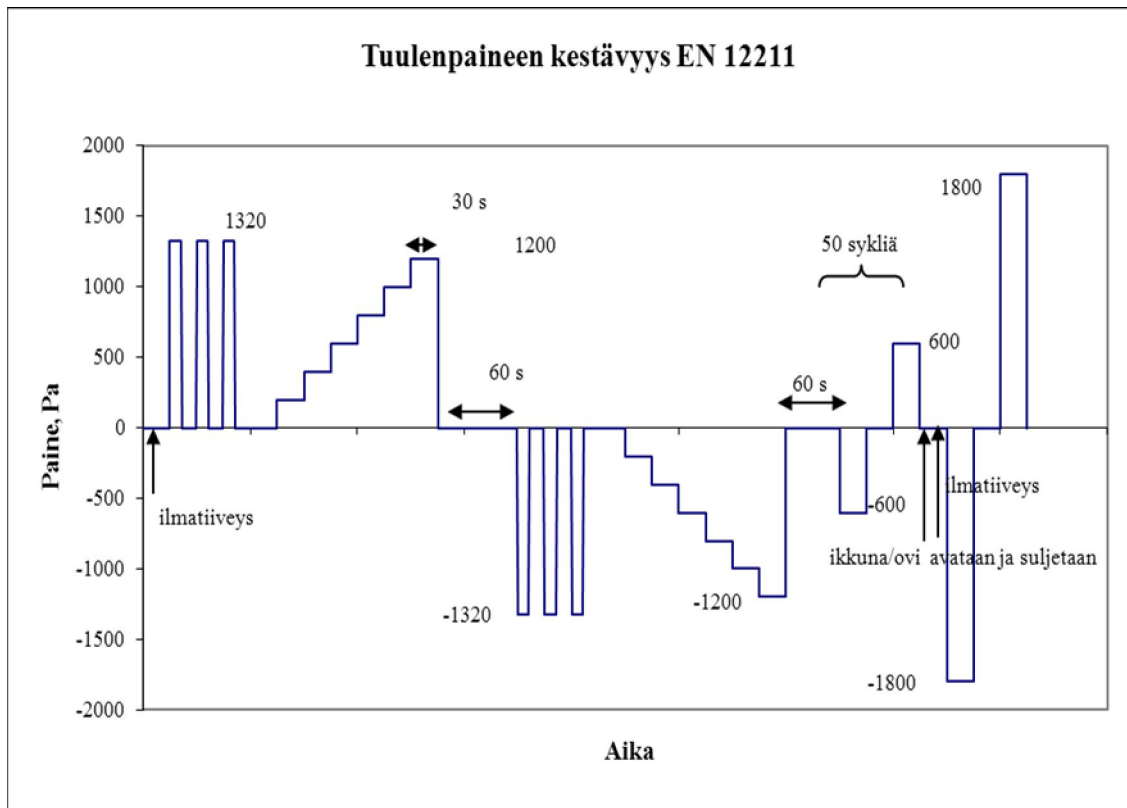 Tuulenpaineen kestävyys EN 12211
Paine, Pa
2000
1500
1000
500
0
-500
-1000
-1500
-2000
1320
30 s
1200
1800
50 sykliä
60 s
60 s
600
ilmatiiveys
ilmatiiveys
-600
ikkuna/ovi avataan ja suljetaan
-1320
-1200
-1800
Aika